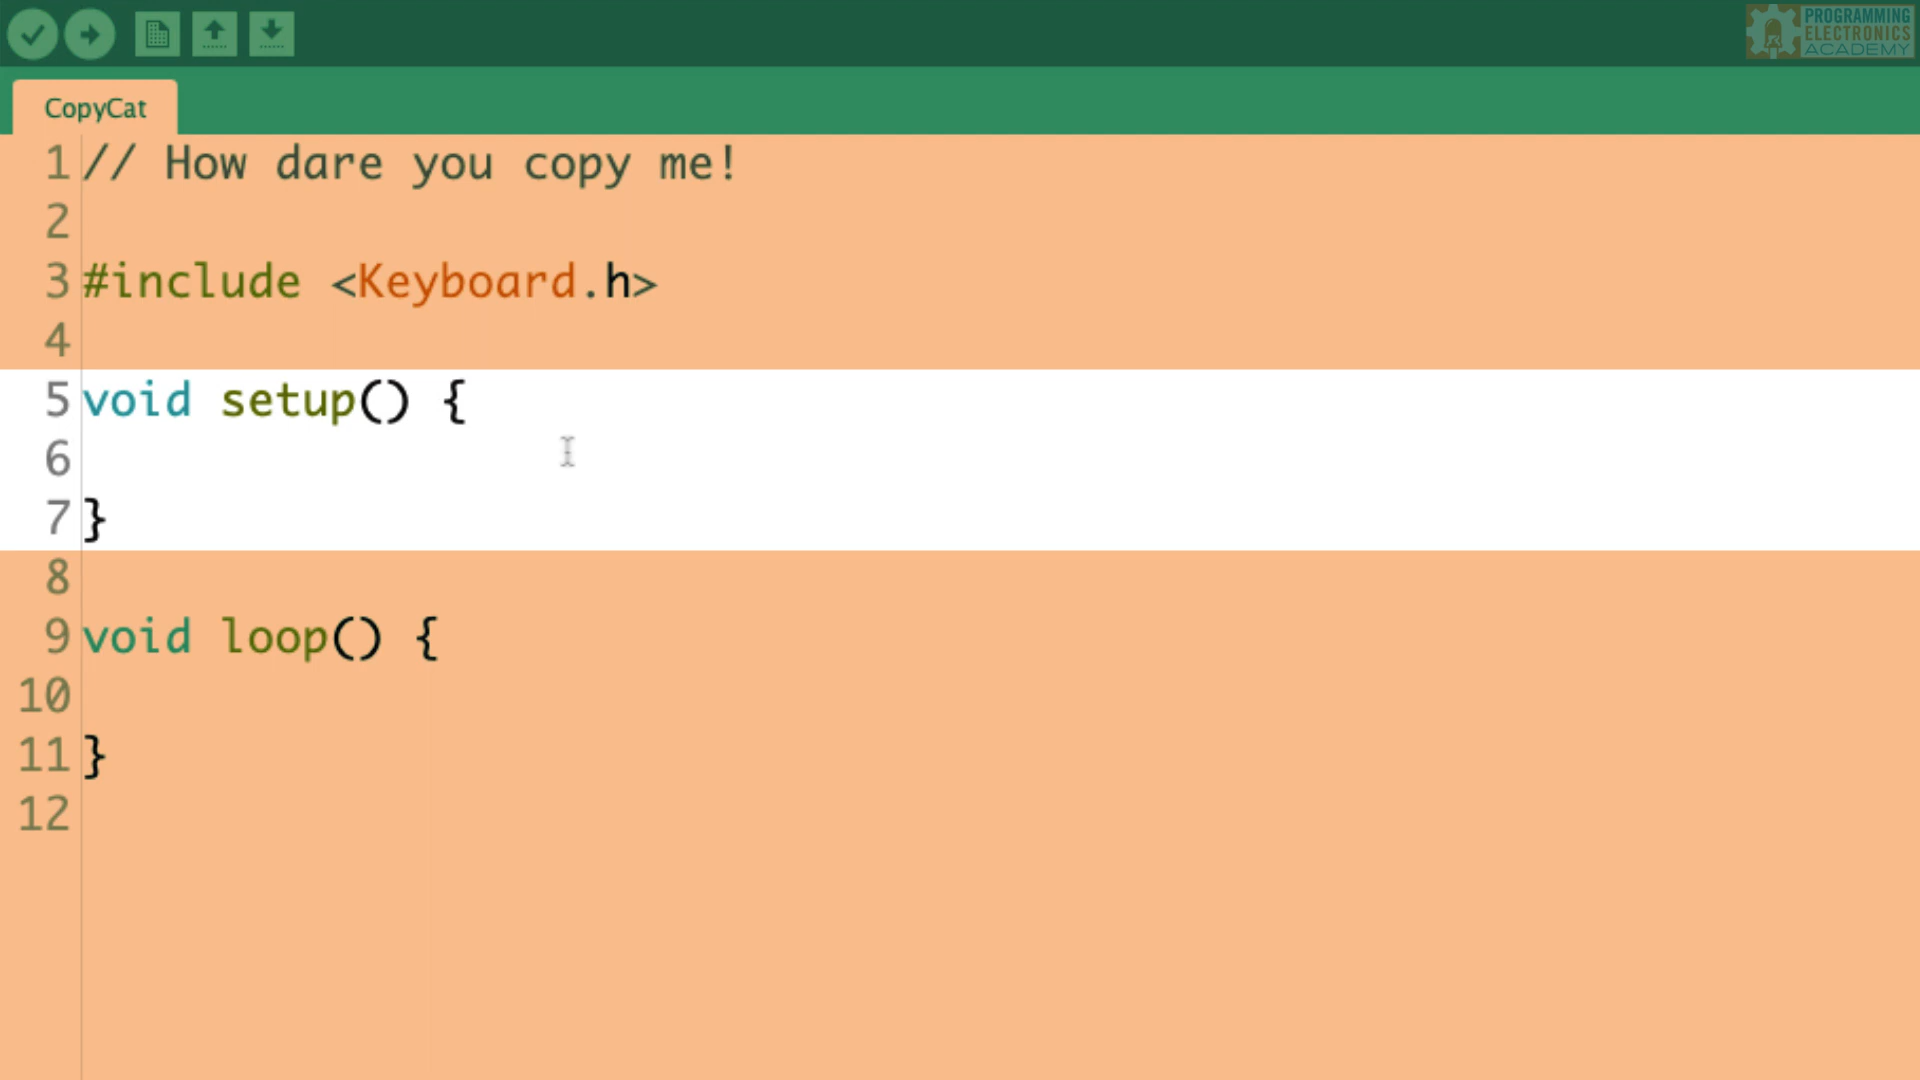 PROGRAMMING
ELECTRONICS
ACADEMY
CopyCat
1 // How dare you copy me!
2
3 #include <Keyboard.h>
4
5 void setup() {
6
7 }
8
9 void loop() {
10
11 }
12